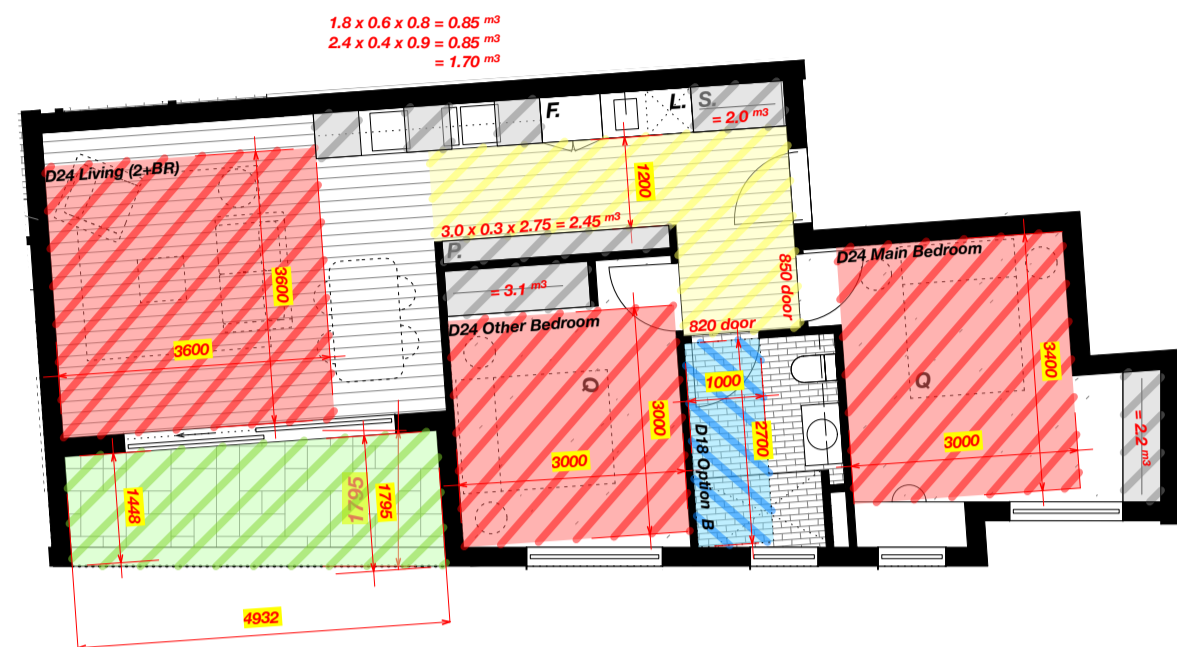 1.8 x 0.6 x 0.8 = 0.85 m3
2.4 x 0.4 x 0.9 = 0.85 m3
= 1.70 m3
F.
L.
S.
= 2.0 m3
D24 Living (2+BR)
1200
3.0 x 0.3 x 2.75 = 2.45 m3
P.
D24 Main Bedroom
850 door
3600
= 3.1 m3
D24 Other Bedroom
820 door
3600
3400
Q
1000
Q
3000
2700
D18 Option B
3000
3000
= 2.2 m3
1448
1795
1795
4932